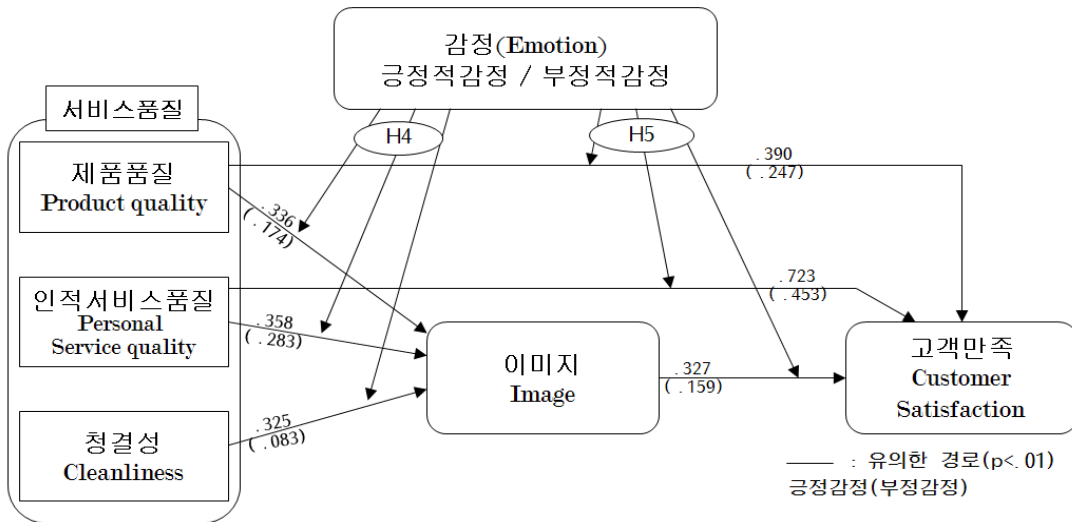 감정(Emotion)
긍정적감정 / 부정적감정
서비스품질
H4
H5
제품품질
Product quality
.390
(.247)
.336
(.174)
인적서비스품질
Personal
Service quality
.723
(.453)
.358
(.283)
이미지
Image
.327
(.159)
고객만족
Customer
Satisfaction
청결성
Cleanliness
.325
(.083)
: 유의한 경로(p<.01)
긍정감정(부정감정)